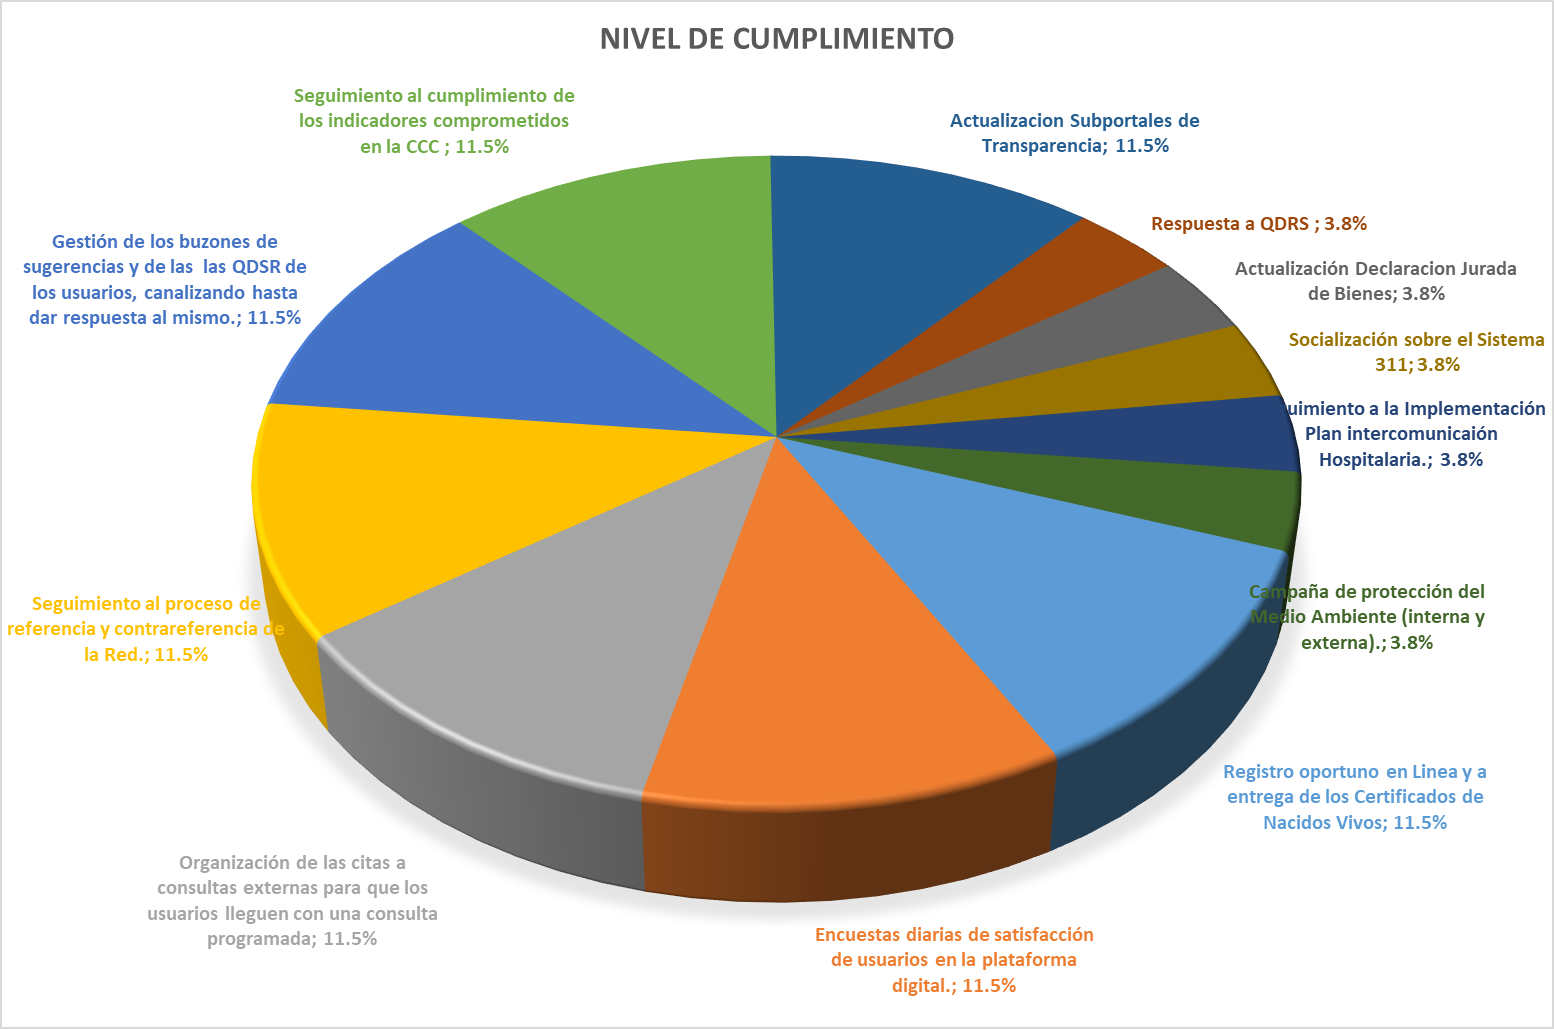 NIVEL DE CUMPLIMIENTO
Seguimiento al cumplimiento de
los indicadores comprometidos
en la CCC ; 11.5%
Actualizacion Subportales de
Transparencia; 11.5%
Respuesta a QDRS ; 3.8%
Actualización Declaracion Jurada
de Bienes; 3.8%
Socialización sobre el Sistema
311; 3.8%
uimiento a la Implementación
Plan intercomunicaión
Hospitalaria.; 3.8%
Campaña de protección del
Medio Ambiente (interna y
externa).; 3.8%
Registro oportuno en Linea y a
entrega de los Certificados de
Nacidos Vivos; 11.5%
Encuestas diarias de satisfacción
de usuarios en la plataforma
digital.; 11.5%
Organización de las citas a
consultas externas para que los
usuarios lleguen con una consulta
programada; 11.5%
Seguimiento al proceso de
referencia y contrareferencia de
la Red.; 11.5%
Gestión de los buzones de
sugerencias y de las las QDSR de
los usuarios, canalizando hasta
dar respuesta al mismo.; 11.5%